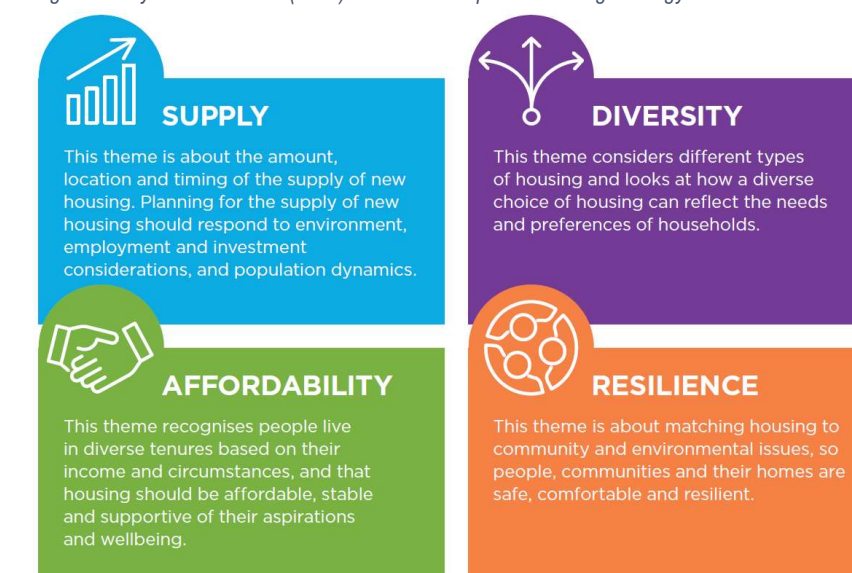 SUPPLY
This theme is about the amount,
location and timing of the supply of new
housing. Planning for the supply of new
housing should respond to environment,
employment and investment
considerations, and population dynamics.
DIVERSITY
This theme considers different types
of housing and looks at how a diverse
choice of housing can reflect the needs
and preferences of households.
AFFORDABILITY
This theme recognises people live
in diverse tenures based on their
income and circumstances, and that
housing should be affordable, stable
and supportive of their aspirations
and wellbeing.
RESILIENCE
This theme is about matching housing to
community and environmental issues, so
people, communities and their homes are
safe, comfortable and resilient.